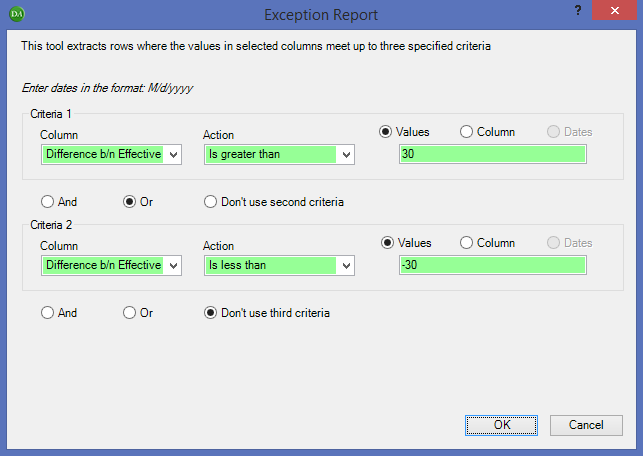 DA
Exception Report
?
This tool extracts rows where the values in selected columns meet up to three specified criteria
Enter dates in the format: M/d/yyyy
Criteria 1
Column Action Values Column Dates
Difference b/n Effective Is greater than 30
And Or Don't use second criteria
Criteria 2
Column Action Values Column Dates
Difference b/n Effective Is less than -30
And Or Don't use third criteria
OK Cancel